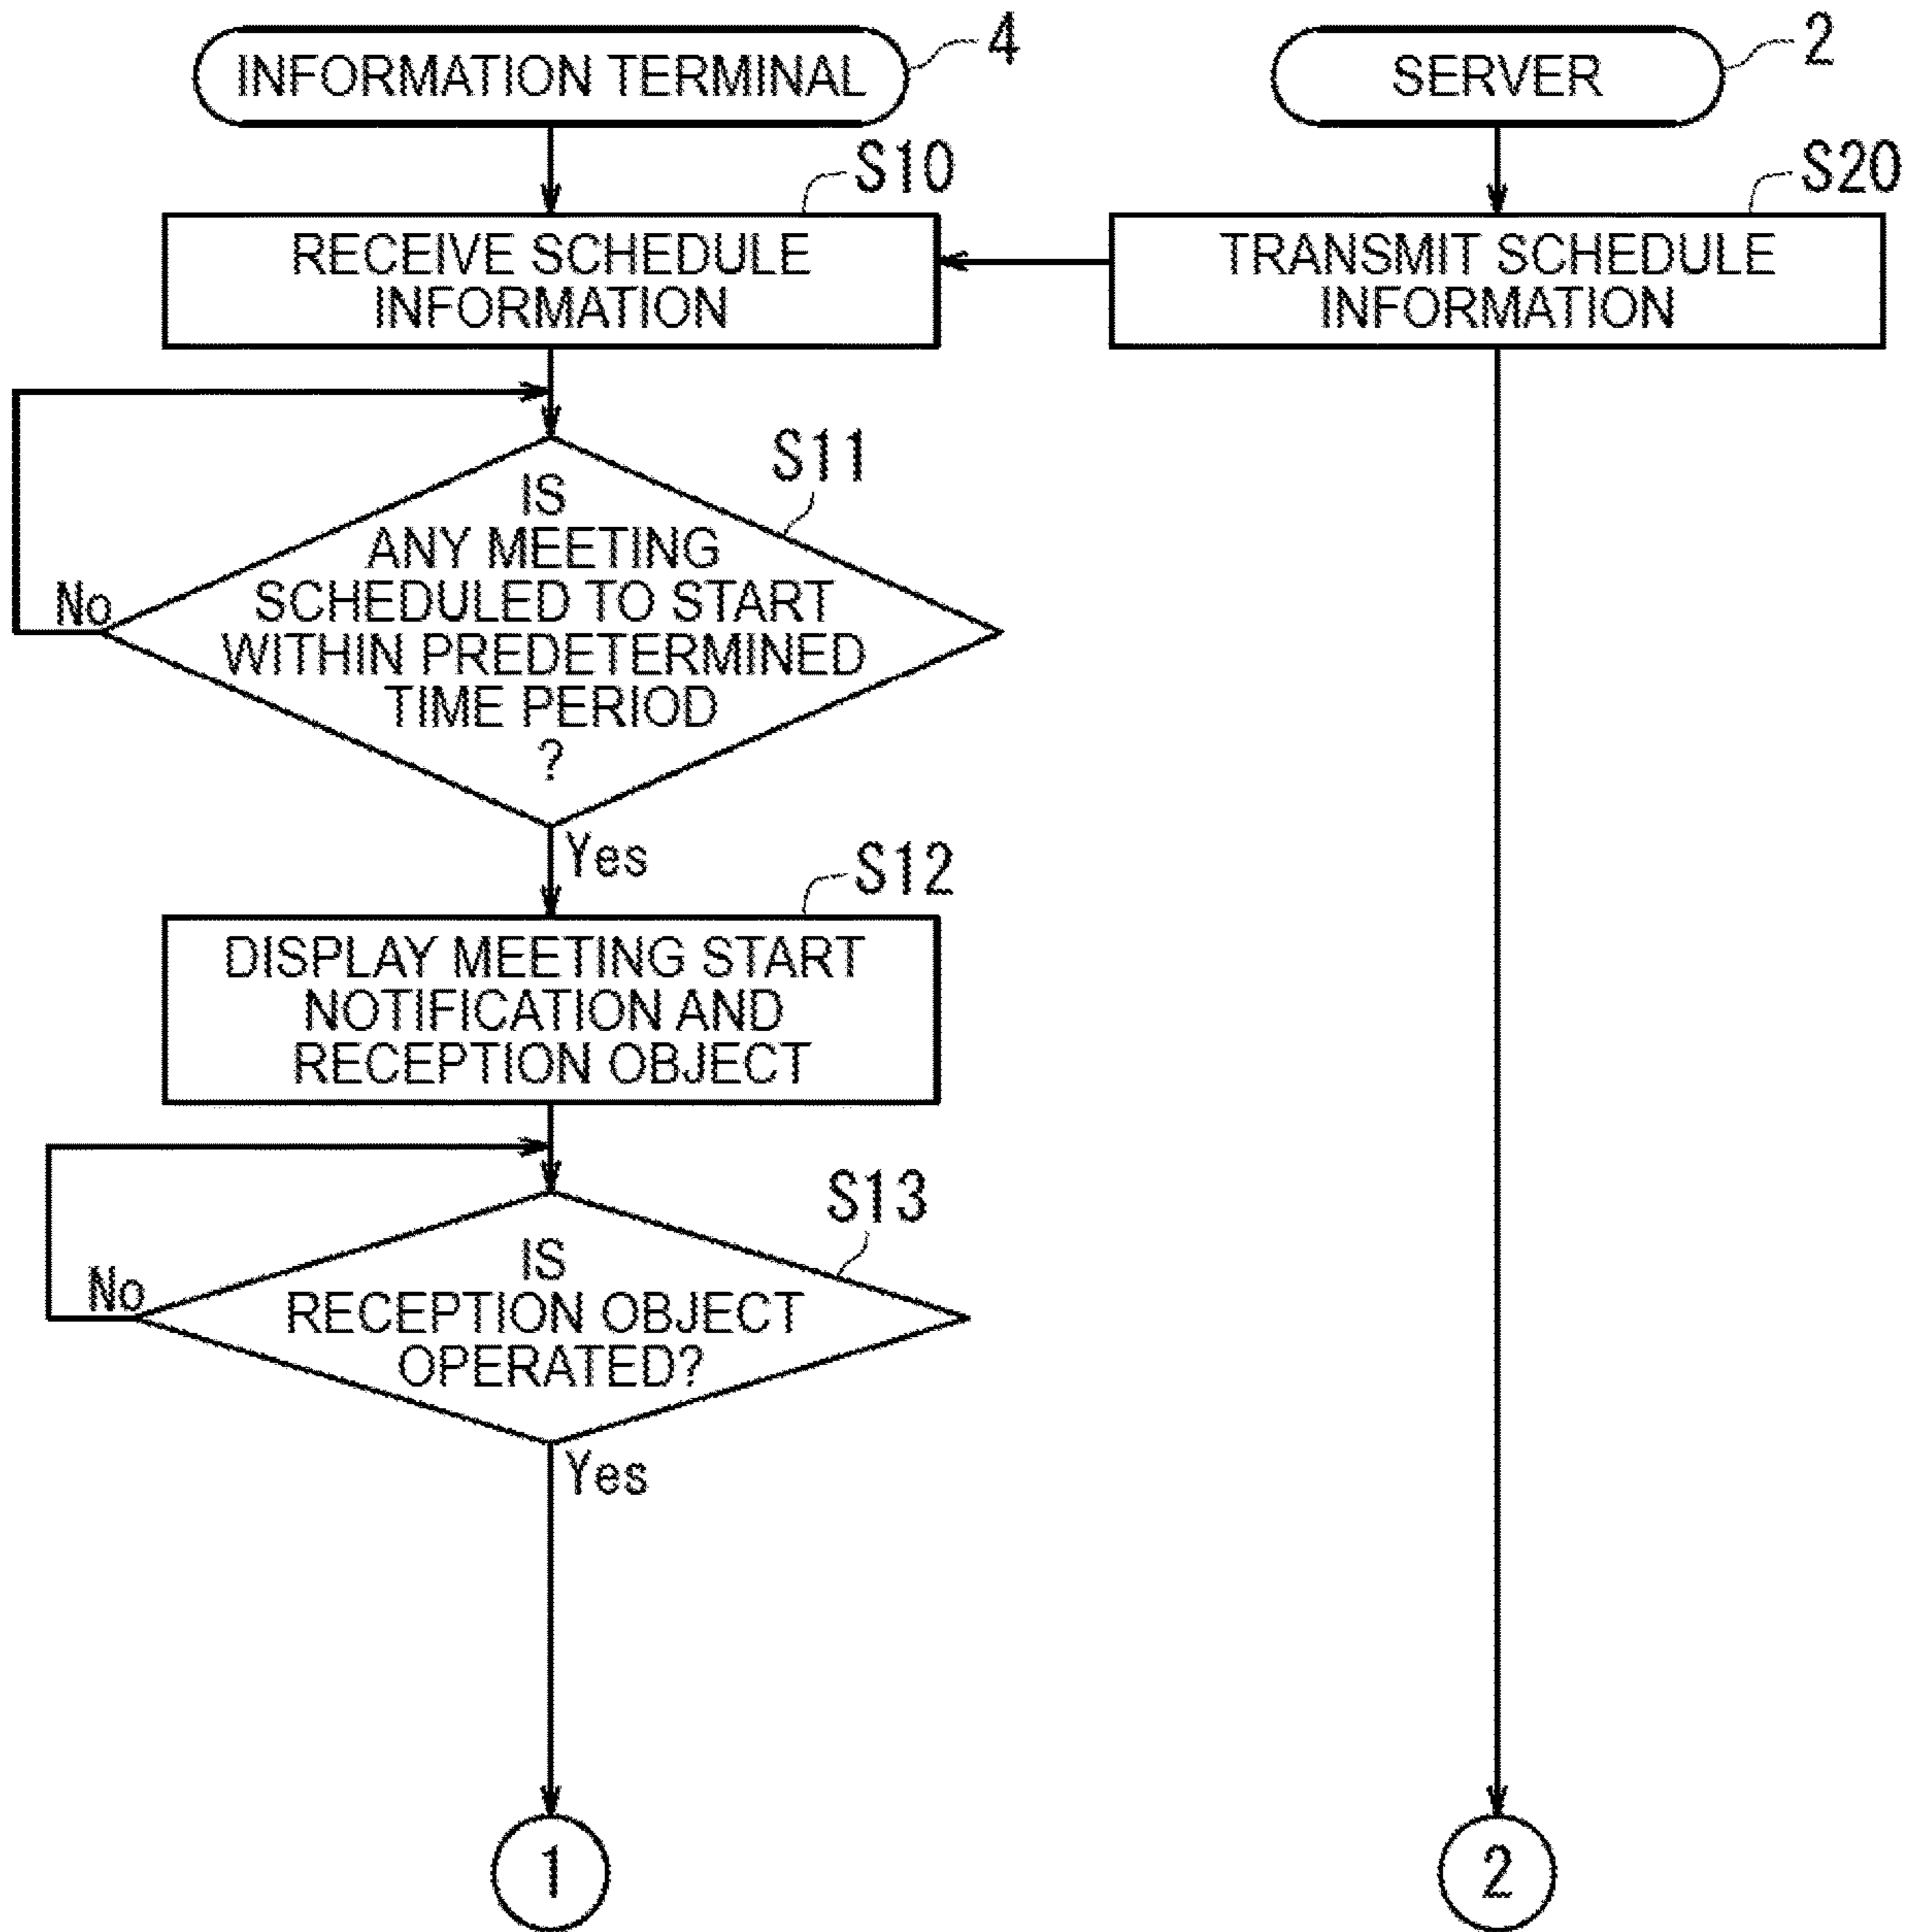 INFORMATION TERMINAL
4
SERVER
2
S10
RECEIVE SCHEDULE
INFORMATION
S20
TRANSMIT SCHEDULE
INFORMATION
S11
IS
ANY MEETING
SCHEDULED TO START
WITHIN PREDETERMINED
TIME PERIOD
?
No
Yes
S12
DISPLAY MEETING START
NOTIFICATION AND
RECEPTION OBJECT
S13
IS
RECEPTION OBJECT
OPERATED?
No
Yes
1
2